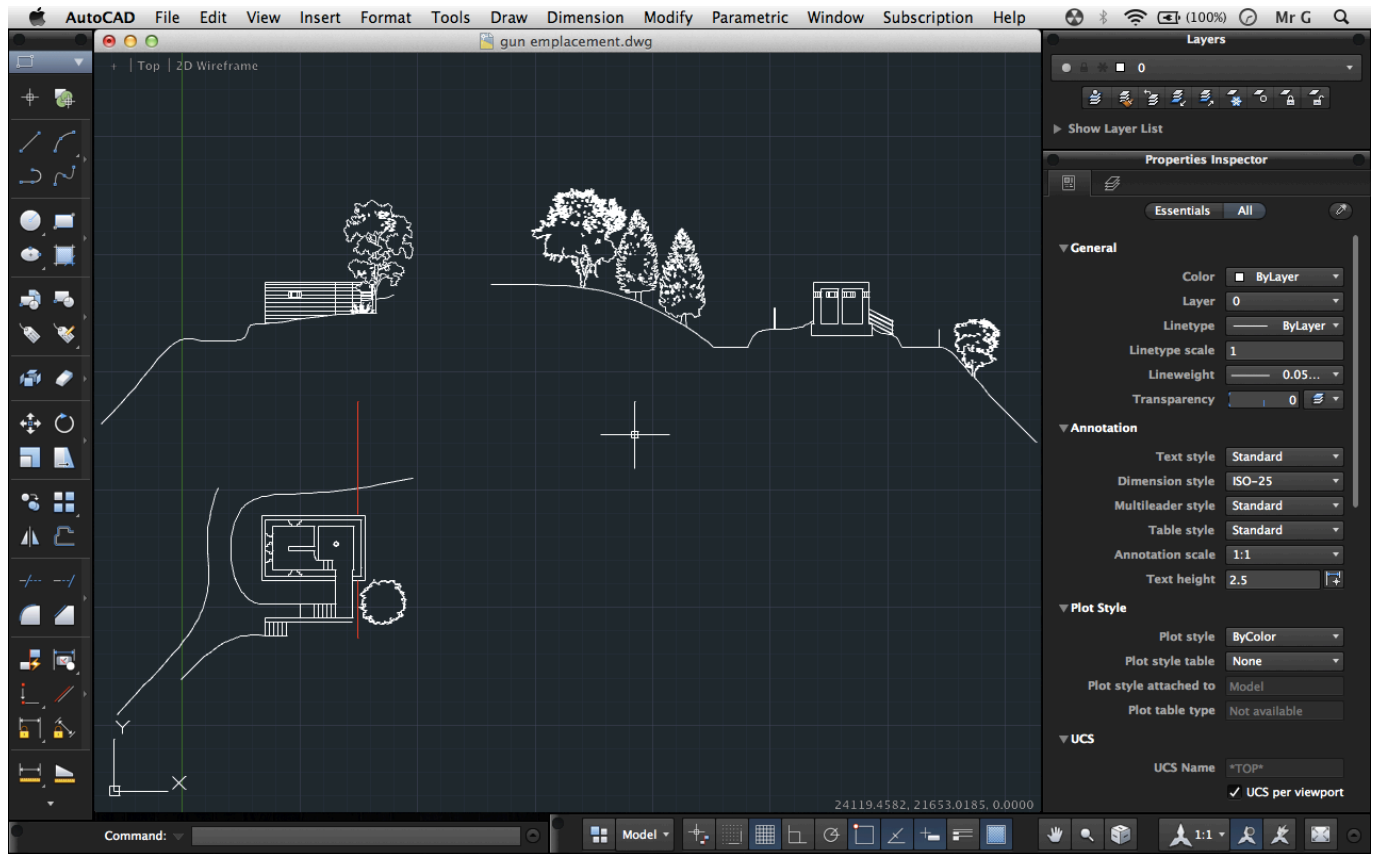 AutoCAD File Edit View Insert Format Tools Draw Dimension Modify Parametric Window Subscription Help (100%) Mr G
gun emplacement.dwg
+ | Top | 2D Wireframe
Y
X
24119.4582, 21653.0185, 0.0000
Command:
Model
1:1
Layers
0
Show Layer List
Properties Inspector
Essentials All
General
Color ByLayer
Layer 0
Linetype ByLayer
Linetype scale 1
Lineweight 0.05...
Transparency 0
Annotation
Text style Standard
Dimension style ISO-25
Multileader style Standard
Table style Standard
Annotation scale 1:1
Text height 2.5
Plot Style
Plot style ByColor
Plot style table None
Plot style attached to Model
Plot table type Not available
UCS
UCS Name *TOP*
UCS per viewport